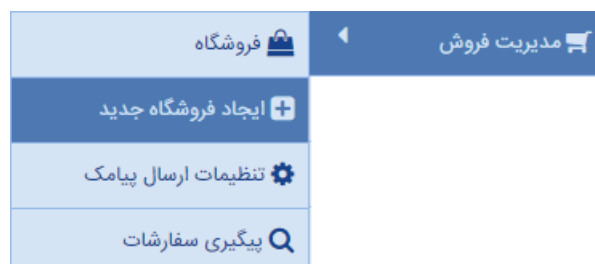 مدیریت فروش
فروشگاه
ایجاد فروشگاه جدید
تنظیمات ارسال پیامک
پیگیری سفارشات